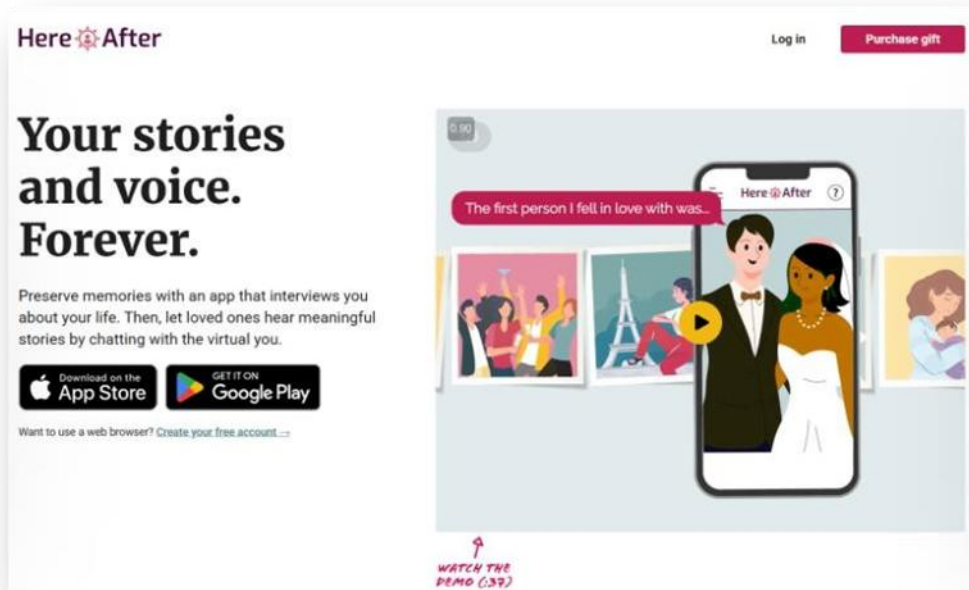 Here After
Log in
Purchase gift
Your stories
and voice.
Forever.
Preserve memories with an app that interviews you
about your life. Then, let loved ones hear meaningful
stories by chatting with the virtual you.
Download on the
App Store
GET IT ON
Google Play
Want to use a web browser? Create your free account →
0.90
Here After
?
The first person I fell in love with was...
WATCH THE
DEMO (:37)